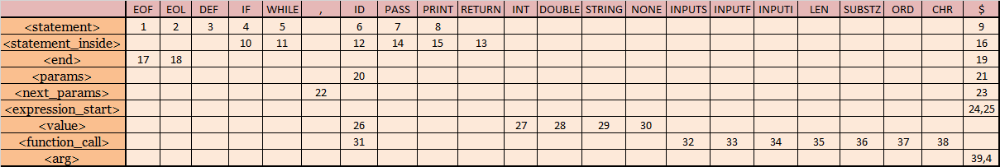 EOF EOL DEF IF WHILE , ID PASS PRINT RETURN INT DOUBLE STRING NONE INPUTS INPUTF INPUTI LEN SUBSTZ ORD CHR $
<statement> 1 2 3 4 5 6 7 8 9
<statement_inside> 10 11 12 14 15 13 16
<end> 17 18 19
<params> 20 21
<next_params> 22 23
<expression_start> 24,25
<value> 26 27 28 29 30
<function_call> 31 32 33 34 35 36 37 38
<arg> 39,4